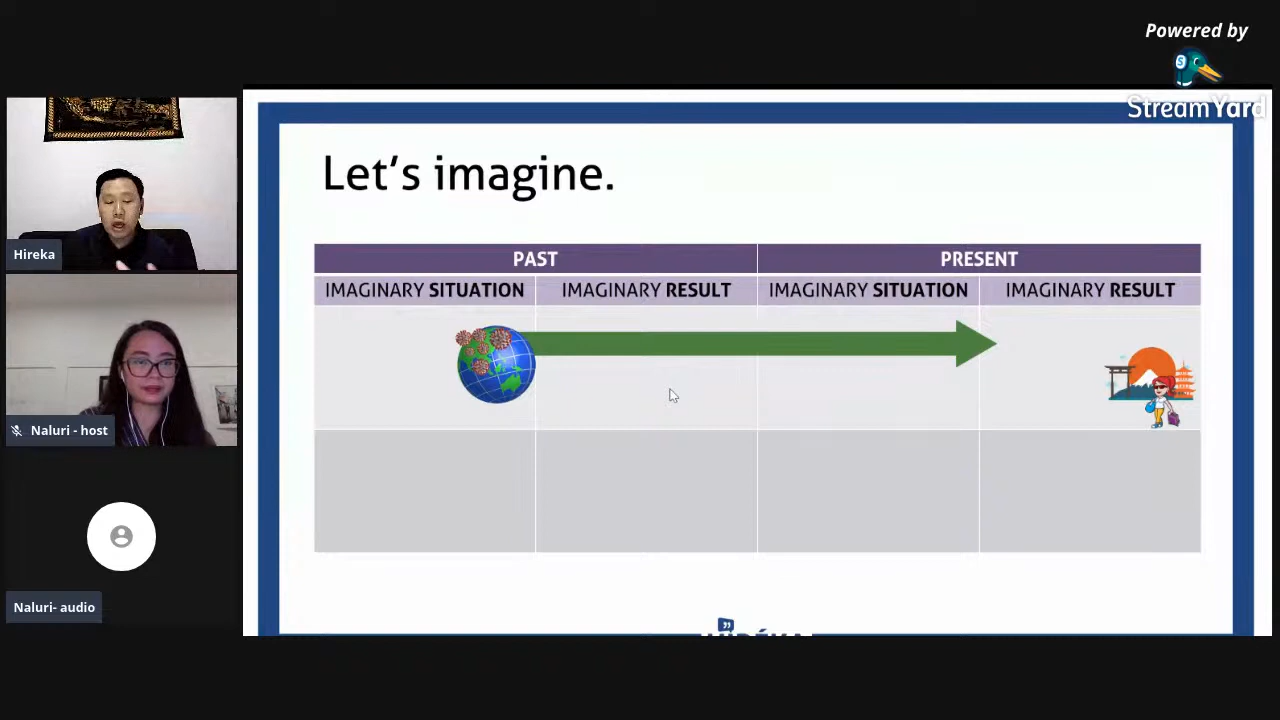 Powered by
StreamYard
Let's imagine.
PAST PRESENT
IMAGINARY SITUATION IMAGINARY RESULT IMAGINARY SITUATION IMAGINARY RESULT
Hireka
Naluri - host
Naluri- audio